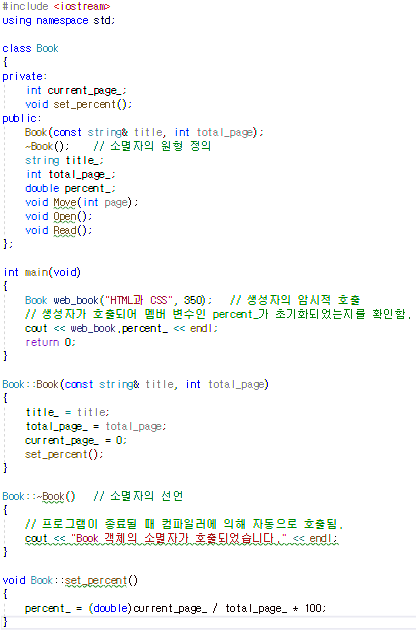 #include <iostream>
using namespace std;

class Book
{
private:
    int current_page_;
    void set_percent();
public:
    Book(const string& title, int total_page);
    ~Book();    // 소멸자의 원형 정의
    string title_;
    int total_page_;
    double percent_;
    void Move(int page);
    void Open();
    void Read();
};

int main(void)
{
    Book web_book("HTML과 CSS", 350);    // 생성자의 암시적 호출
    // 생성자가 호출되어 멤버 변수인 percent_가 초기화되었는지를 확인함.
    cout << web_book.percent_ << endl;
    return 0;
}

Book::Book(const string& title, int total_page)
{
    title_ = title;
    total_page_ = total_page;
    current_page_ = 0;
    set_percent();
}

Book::~Book()    // 소멸자의 선언
{
    // 프로그램이 종료될 때 컴파일러에 의해 자동으로 호출됨.
    cout << "Book 객체의 소멸자가 호출되었습니다." << endl;
}

void Book::set_percent()
{
    percent_ = (double)current_page_ / total_page_ * 100;
}